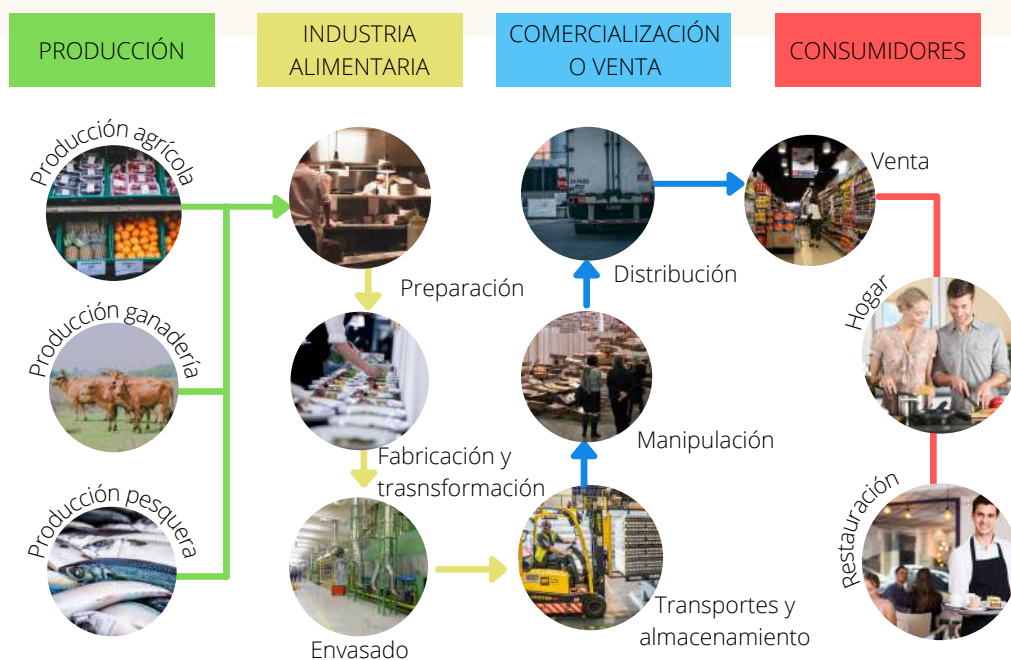 PRODUCCIÓN
INDUSTRIA
ALIMENTARIA
COMERCIALIZACIÓN
O VENTA
CONSUMIDORES
Producción agrícola
Producción ganadería
Producción pesquera
Preparación
Fabricación y
trasnsformación
Envasado
Transportes y
almacenamiento
Manipulación
Distribución
Venta
Hogar
Restauración